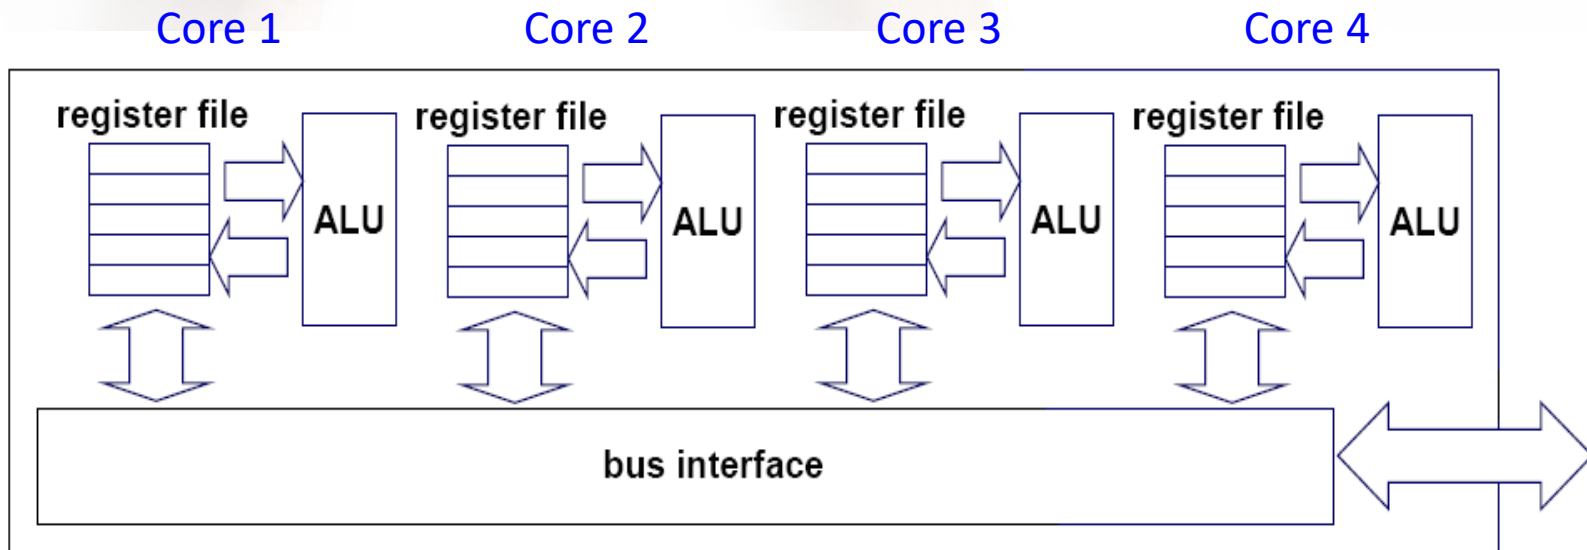 Core 1
Core 2
Core 3
Core 4
register file
register file
register file
register file
ALU
ALU
ALU
ALU
bus interface